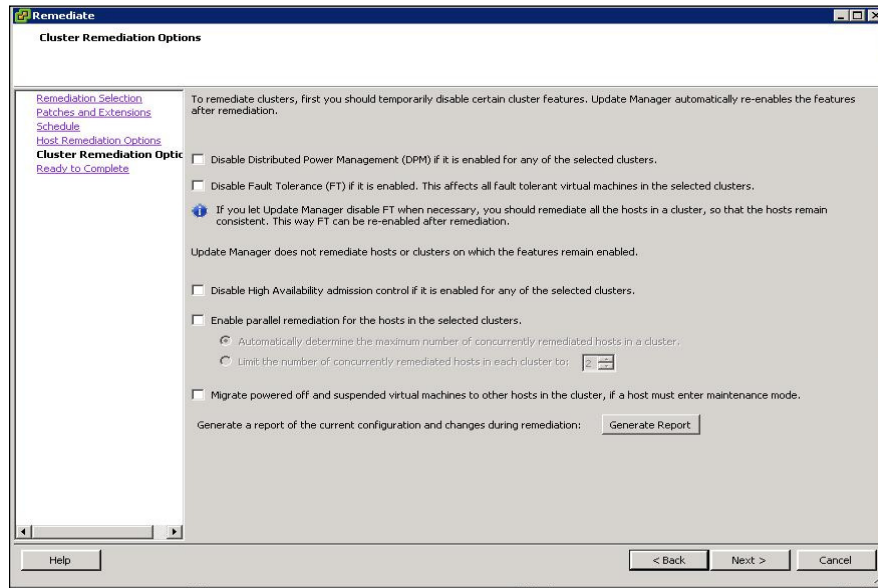 Remediate
Cluster Remediation Options
Remediation Selection
Patches and Extensions
Schedule
Host Remediation Options
Cluster Remediation Optic
Ready to Complete
To remediate clusters, first you should temporarily disable certain cluster features. Update Manager automatically re-enables the features
after remediation.
Disable Distributed Power Management (DPM) if it is enabled for any of the selected clusters.
Disable Fault Tolerance (FT) if it is enabled. This affects all fault tolerant virtual machines in the selected clusters.
If you let Update Manager disable FT when necessary, you should remediate all the hosts in a cluster, so that the hosts remain
consistent. This way FT can be re-enabled after remediation.
Update Manager does not remediate hosts or clusters on which the features remain enabled.
Disable High Availability admission control if it is enabled for any of the selected clusters.
Enable parallel remediation for the hosts in the selected clusters.
Automatically determine the maximum number of concurrently remediated hosts in a cluster.
Limit the number of concurrently remediated hosts in each cluster to: 2
Migrate powered off and suspended virtual machines to other hosts in the cluster, if a host must enter maintenance mode.
Generate a report of the current configuration and changes during remediation: Generate Report
Help < Back Next > Cancel